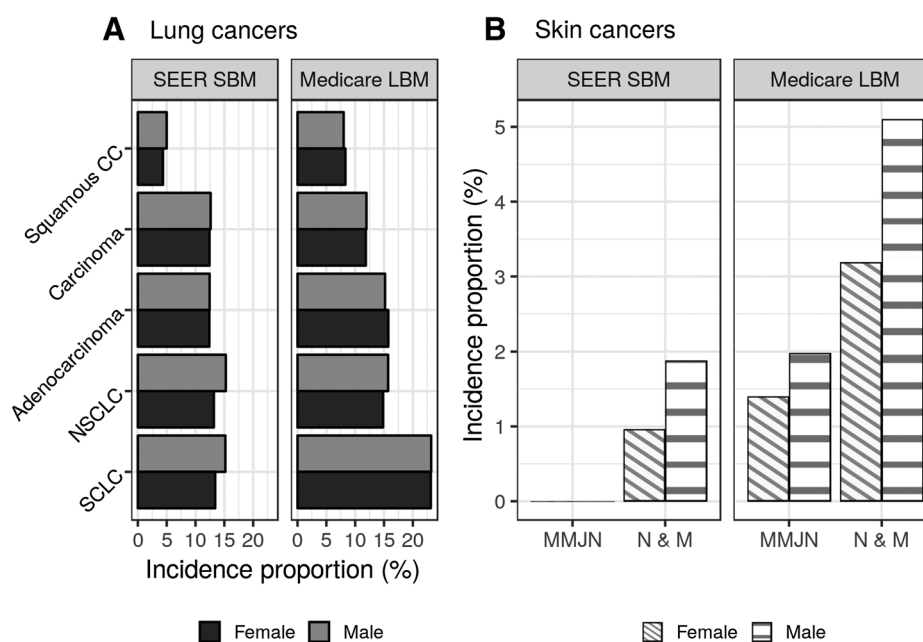 A Lung cancers
SEER SBM
Medicare LBM
Squamous CC
Carcinoma
Adenocarcinoma
NSCLC
SCLC
0 5 10 15 20
0 5 10 15 20
Incidence proportion (%)
Female Male
B Skin cancers
SEER SBM
Medicare LBM
Incidence proportion (%)
5
4
3
2
1
0
MMJN N & M
MMJN N & M
Female Male